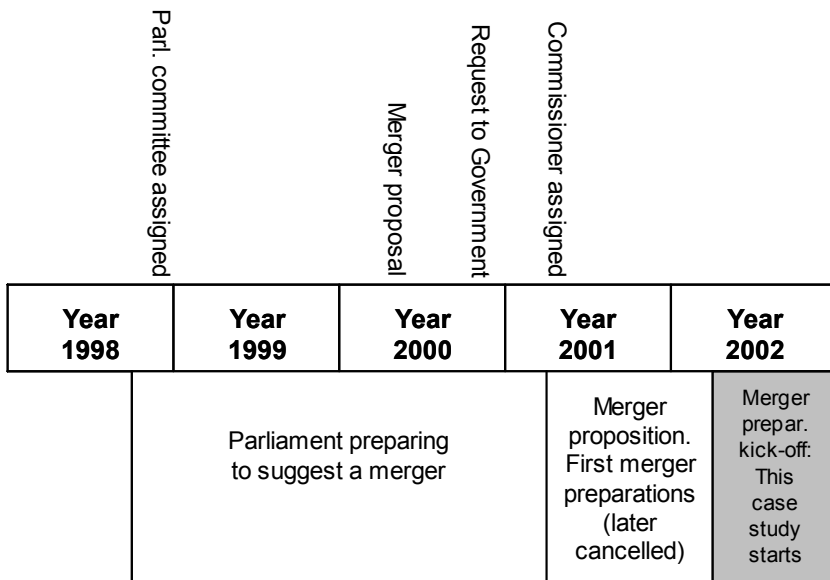 Parl. committee assigned
Merger proposal
Request to Government
Commissioner assigned
Year
1998
Year
1999
Year
2000
Year
2001
Year
2002
Parliament preparing
to suggest a merger
Merger
proposition.
First merger
preparations
(later
cancelled)
Merger
prepar.
kick-off:
This
case
study
starts